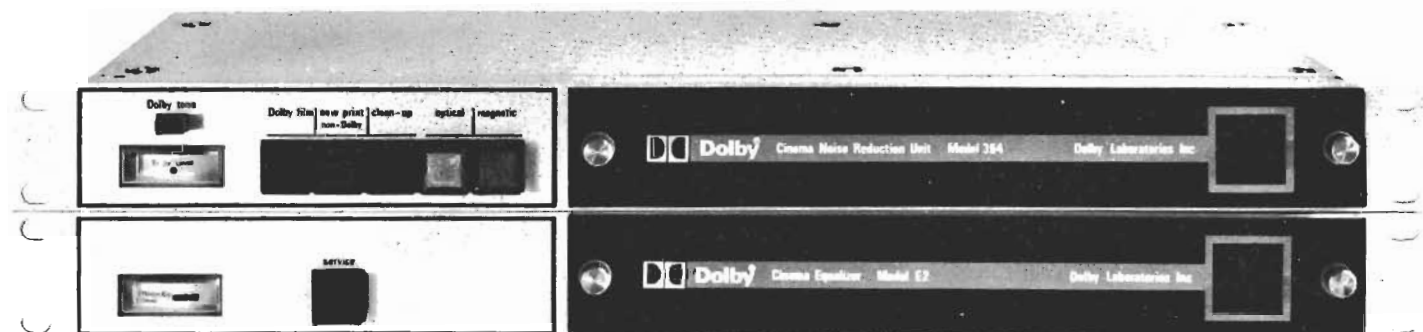 Dolby tone
Dolby film new print clean-up optical magnetic
non-Dolby
Dolby Cinema Noise Reduction Unit Model 364 Dolby Laboratories Inc
service
Dolby Cinema Equalizer Model E2 Dolby Laboratories Inc